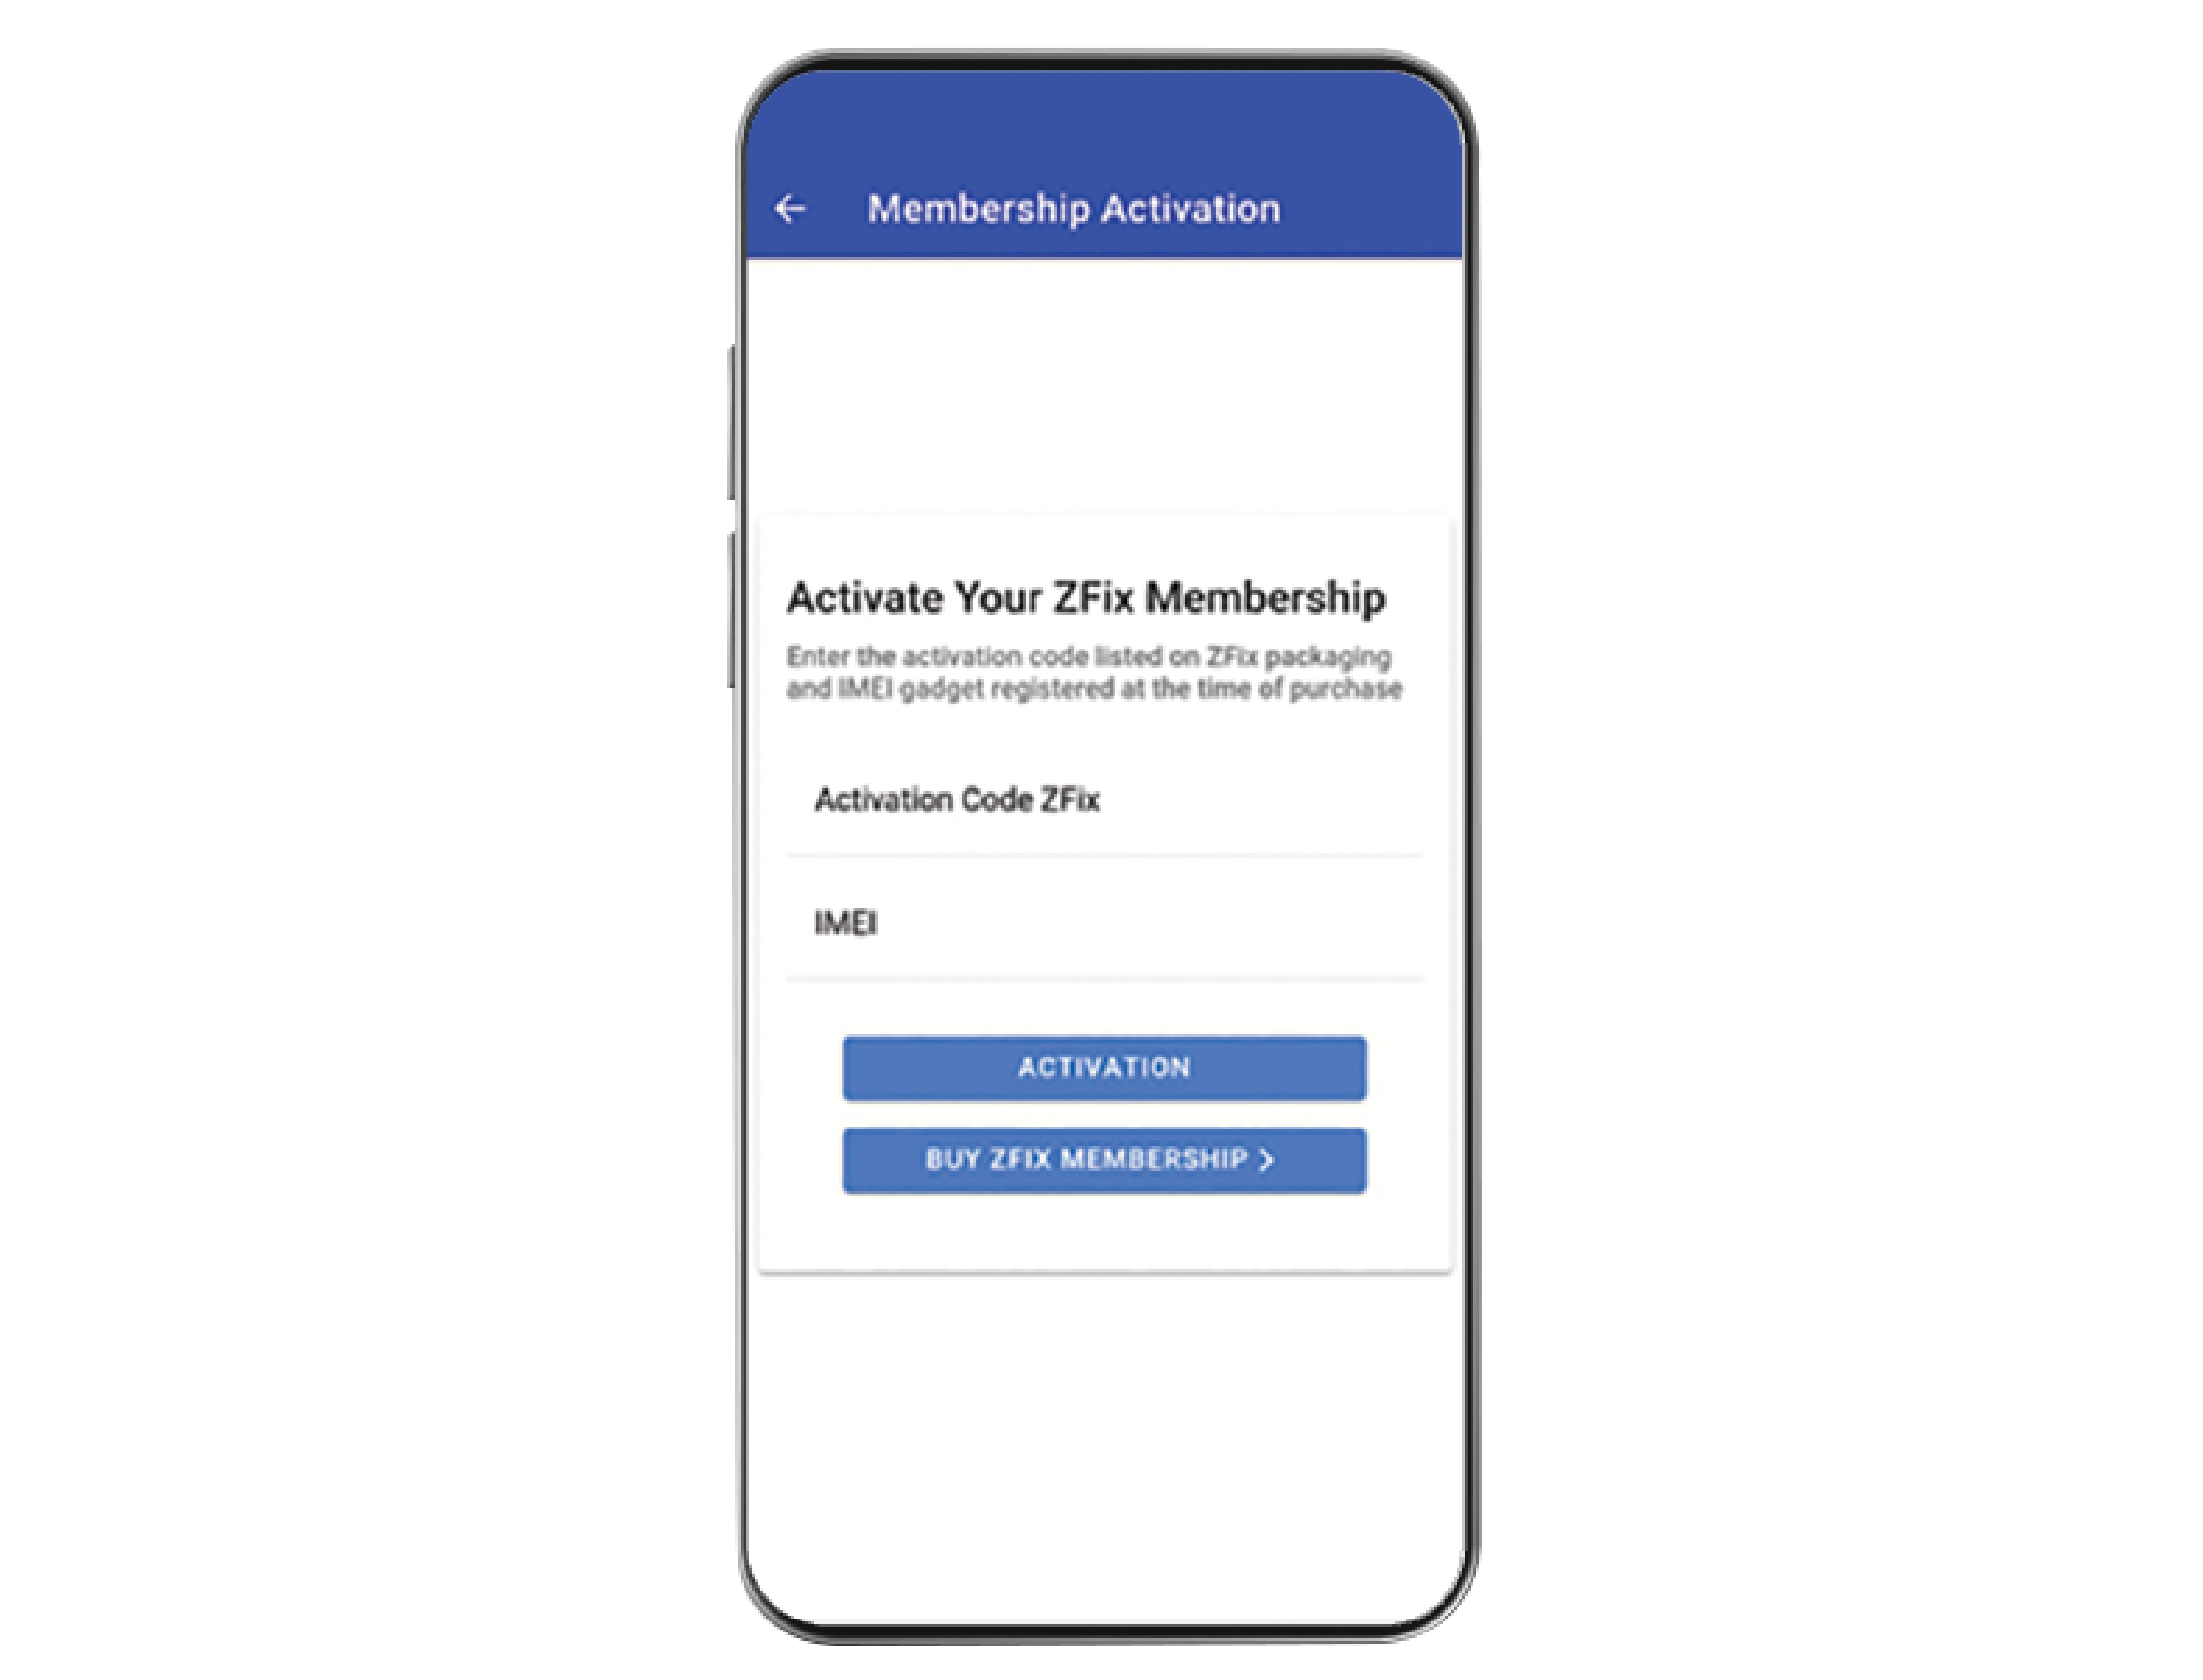 Membership Activation
Activate Your ZFix Membership
Enter the activation code listed on ZFix packaging
and IMEI gadget registered at the time of purchase
Activation Code ZFix
IMEI
ACTIVATION
BUY ZFIX MEMBERSHIP >